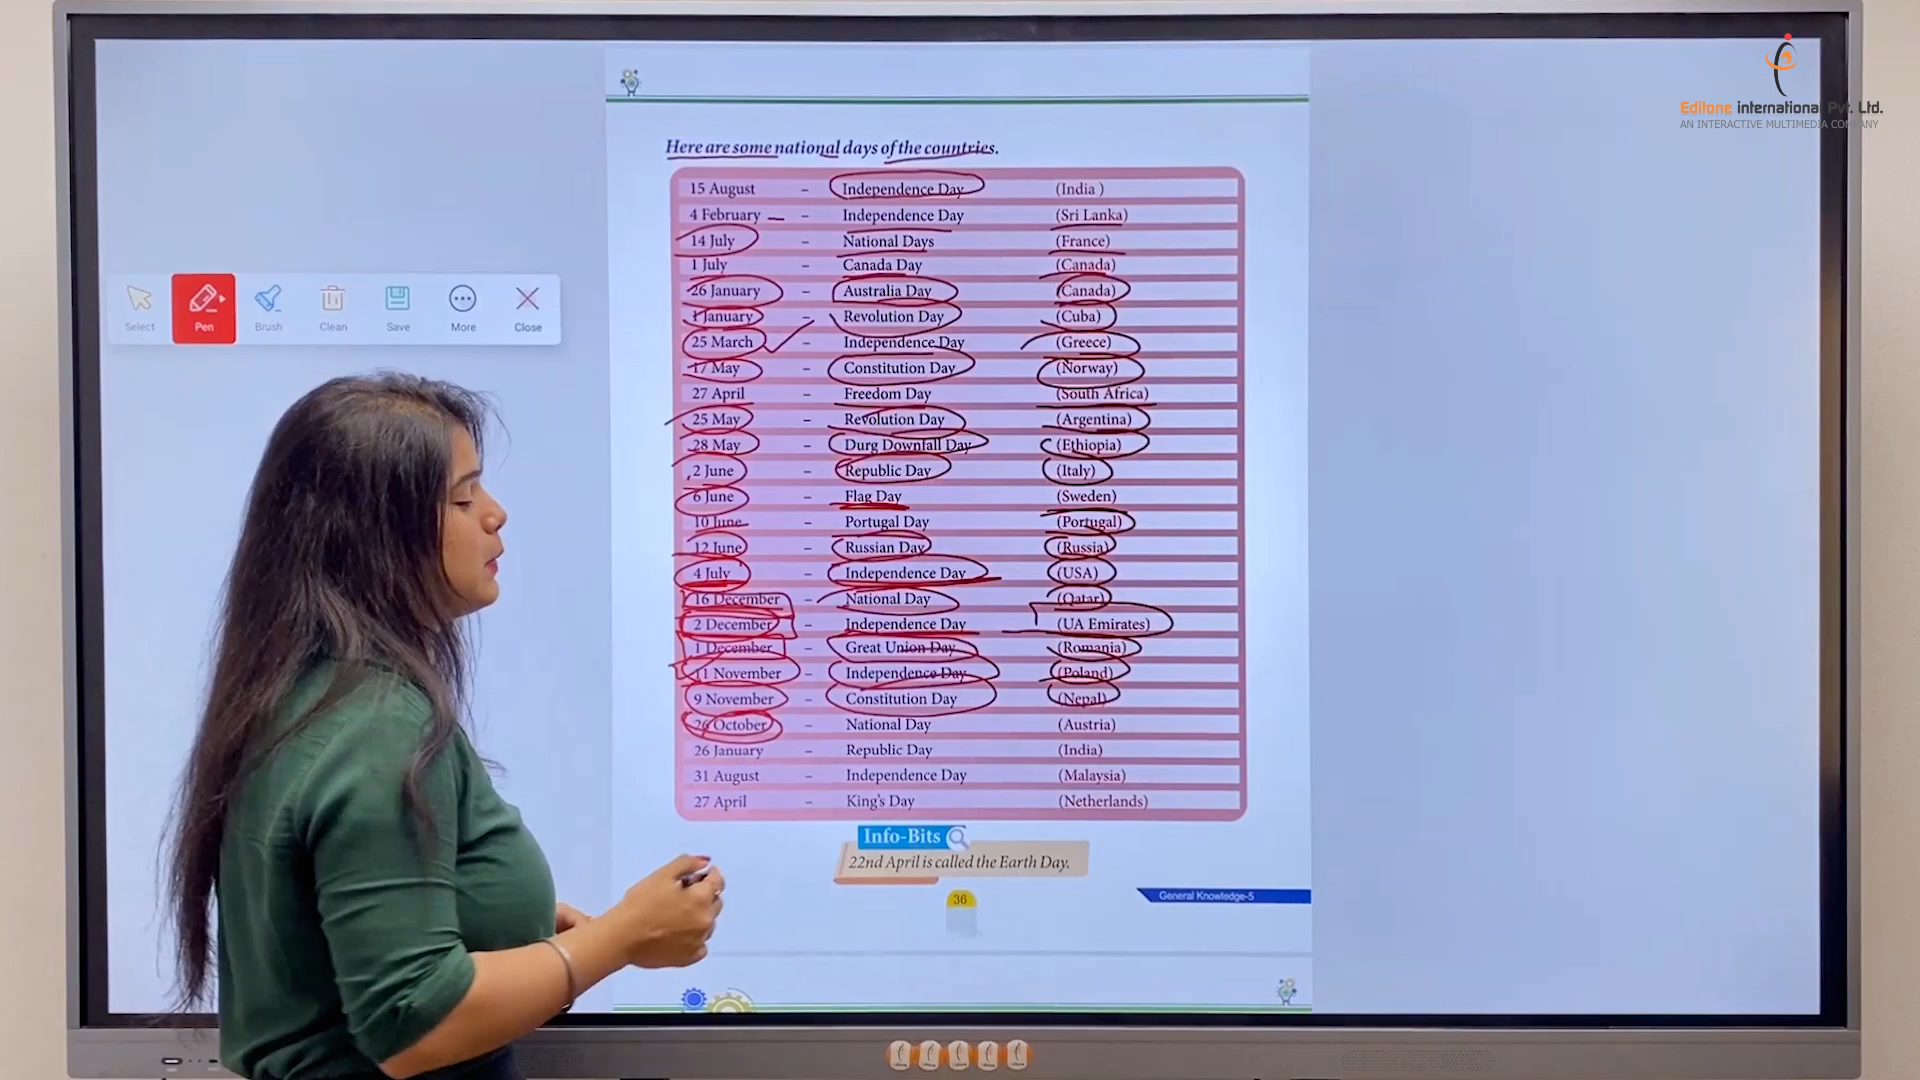 Editone international Pvt. Ltd.
AN INTERACTIVE MULTIMEDIA COMPANY
Here are some national days of the countries.
15 August – Independence Day (India )
4 February – Independence Day (Sri Lanka)
14 July – National Days (France)
1 July – Canada Day (Canada)
26 January – Australia Day (Canada)
1 January – Revolution Day (Cuba)
25 March – Independence Day (Greece)
17 May – Constitution Day (Norway)
27 April – Freedom Day (South Africa)
25 May – Revolution Day (Argentina)
28 May – Durg Downfall Day (Ethiopia)
2 June – Republic Day (Italy)
6 June – Flag Day (Sweden)
10 June – Portugal Day (Portugal)
12 June – Russian Day (Russia)
4 July – Independence Day (USA)
16 December – National Day (Qatar)
2 December – Independence Day (UA Emirates)
1 December – Great Union Day (Romania)
11 November – Independence Day (Poland)
9 November – Constitution Day (Nepal)
26 October – National Day (Austria)
26 January – Republic Day (India)
31 August – Independence Day (Malaysia)
27 April – King's Day (Netherlands)
Select Pen Brush Clean Save More Close
Info-Bits
22nd April is called the Earth Day.
General Knowledge-5
36